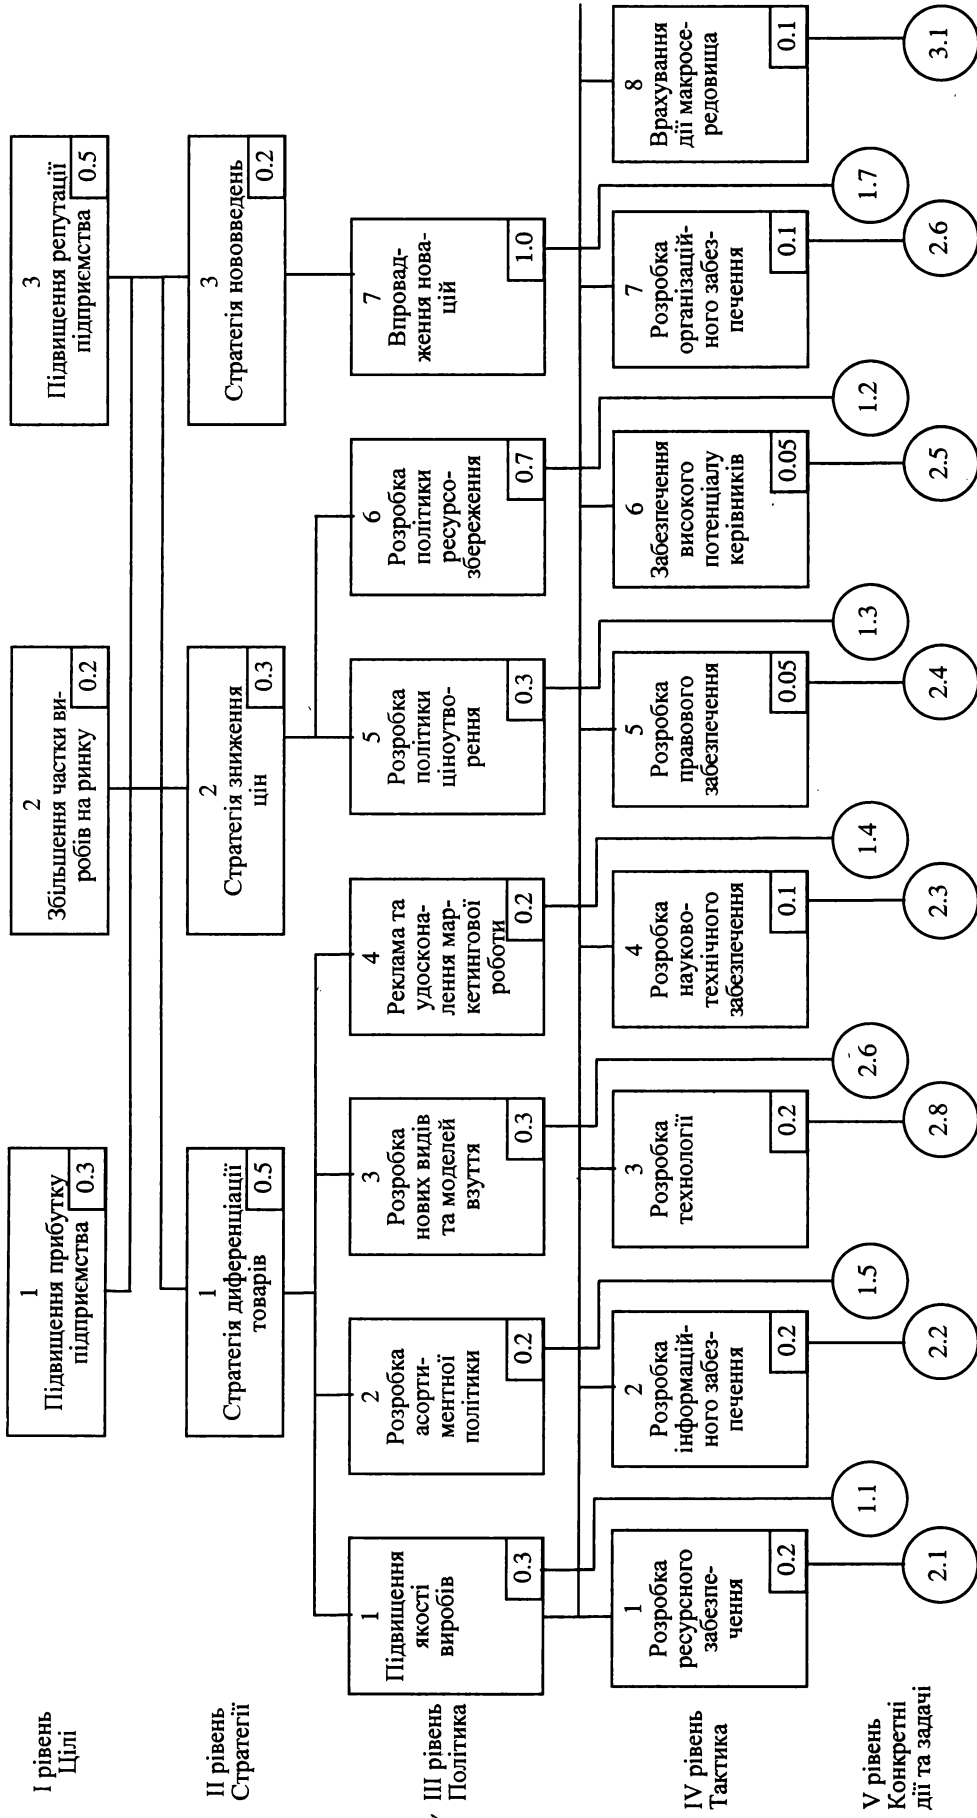 I рівень
Цілі
1
Підвищення прибутку
підприємства
0.3
2
Збільшення частки ви-
робів на ринку
0.2
3
Підвищення репутації
підприємства
0.5
II рівень
Стратегії
1
Стратегія диференціації
товарів
0.5
2
Стратегія зниження
цін
0.3
3
Стратегія нововведень
0.2
III рівень
Політика
1
Підвищення
якості
виробів
0.3
2
Розробка
асорти-
ментної
політики
0.2
3
Розробка
нових видів
та моделей
взуття
0.3
4
Реклама та
удоскона-
лення мар-
кетингової
роботи
0.2
5
Розробка
політики
ціноутво-
рення
0.3
6
Розробка
політики
ресурсо-
збереження
0.7
7
Впровад-
ження нова-
цій
1.0
IV рівень
Тактика
1
Розробка
ресурсного
забезпе-
чення
0.2
2
Розробка
інформацій-
ного забез-
печення
0.2
3
Розробка
технології
0.2
4
Розробка
науково-
технічного
забезпечення
0.1
5
Розробка
правового
забезпечення
0.05
6
Забезпечення
високого
потенціалу
керівників
0.05
7
Розробка
організацій-
ного забез-
печення
0.1
8
Врахування
дії макросе-
редовища
0.1
V рівень
Конкретні
дії та задачі
1.1
1.5
2.6
1.4
1.3
1.2
1.7
2.1
2.2
2.8
2.3
2.4
2.5
2.6
3.1